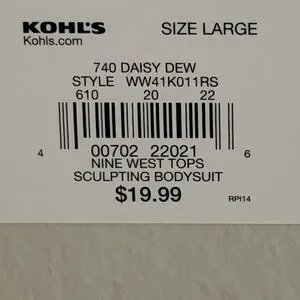 KOHL'S SIZE LARGE
Kohls.com
740 DAISY DEW
STYLE WW41K011RS
610 20 22
4 00702 22021 6
NINE WEST TOPS
SCULPTING BODYSUIT
$19.99
RPI14